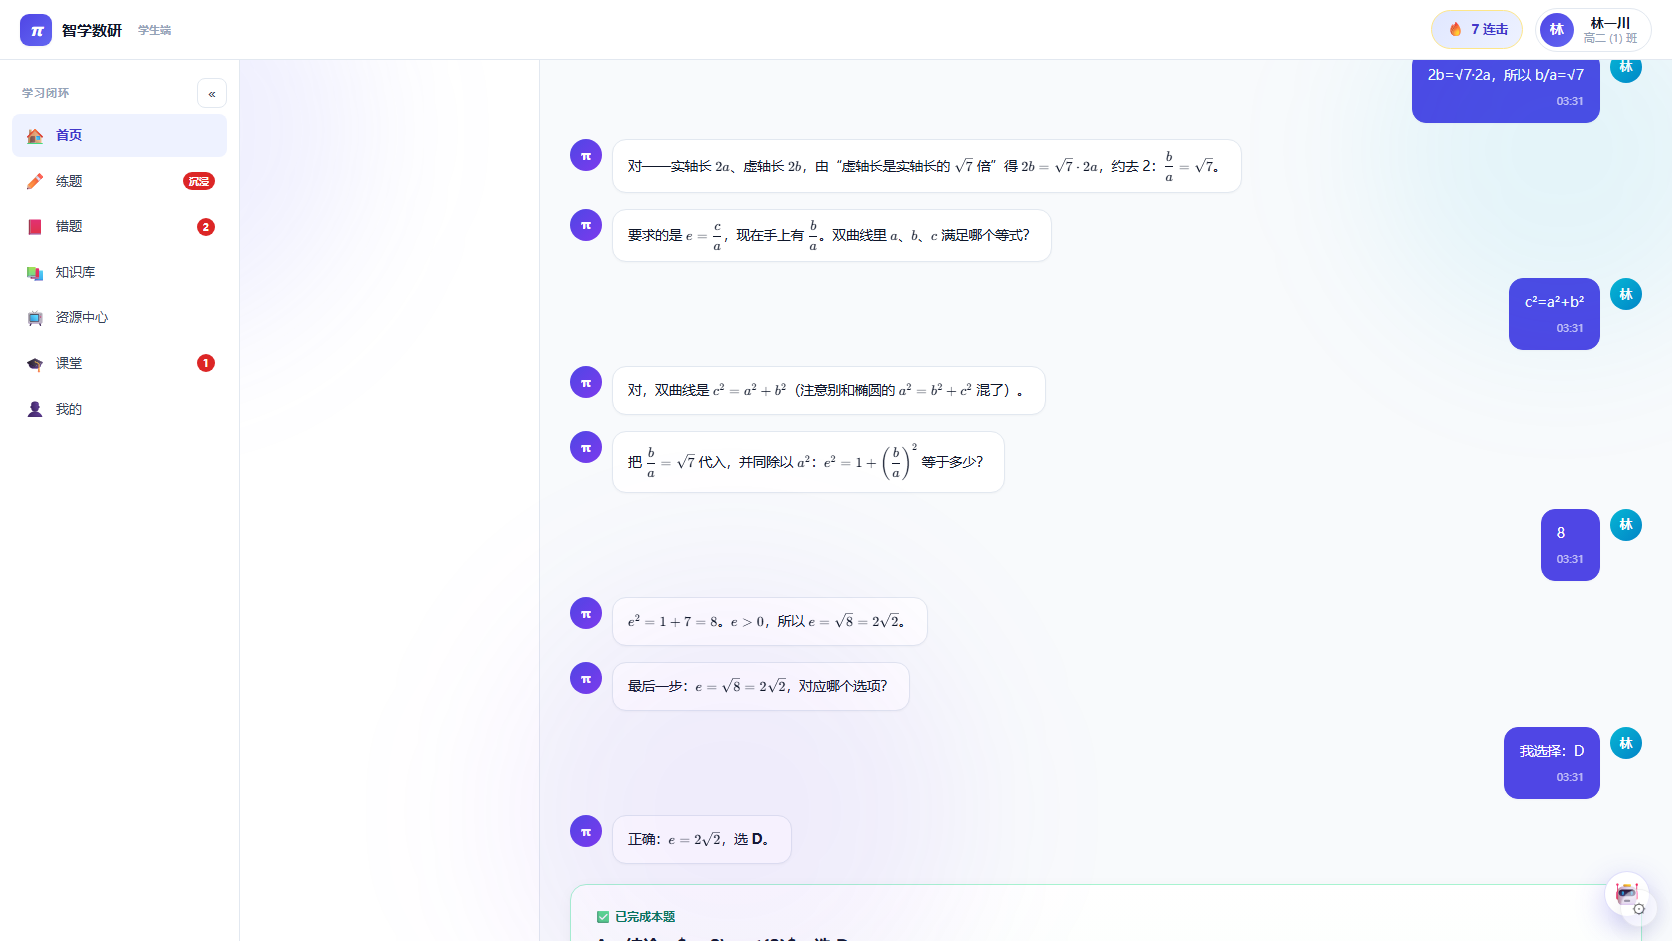 π 智学数研 学生端
7 连击
林 林一川
高二 (1) 班
学习闭环 «
首页
练题 沉浸
错题 2
知识库
资源中心
课堂 1
我的
2b=√7·2a，所以 b/a=√7 林
03:31
π 对——实轴长 2a、虚轴长 2b，由“虚轴长是实轴长的 √7 倍”得 2b = √7 · 2a，约去 2：b/a = √7。
π 要求的是 e = c/a，现在手上有 b/a。双曲线里 a、b、c 满足哪个等式？
c²=a²+b² 林
03:31
π 对，双曲线是 c² = a² + b²（注意别和椭圆的 a² = b² + c² 混了）。
π 把 b/a = √7 代入，并同除以 a²：e² = 1 + (b/a)² 等于多少？
8 林
03:31
π e² = 1 + 7 = 8。e > 0，所以 e = √8 = 2√2。
π 最后一步：e = √8 = 2√2，对应哪个选项？
我选择：D 林
03:31
π 正确：e = 2√2，选 D。
已完成本题